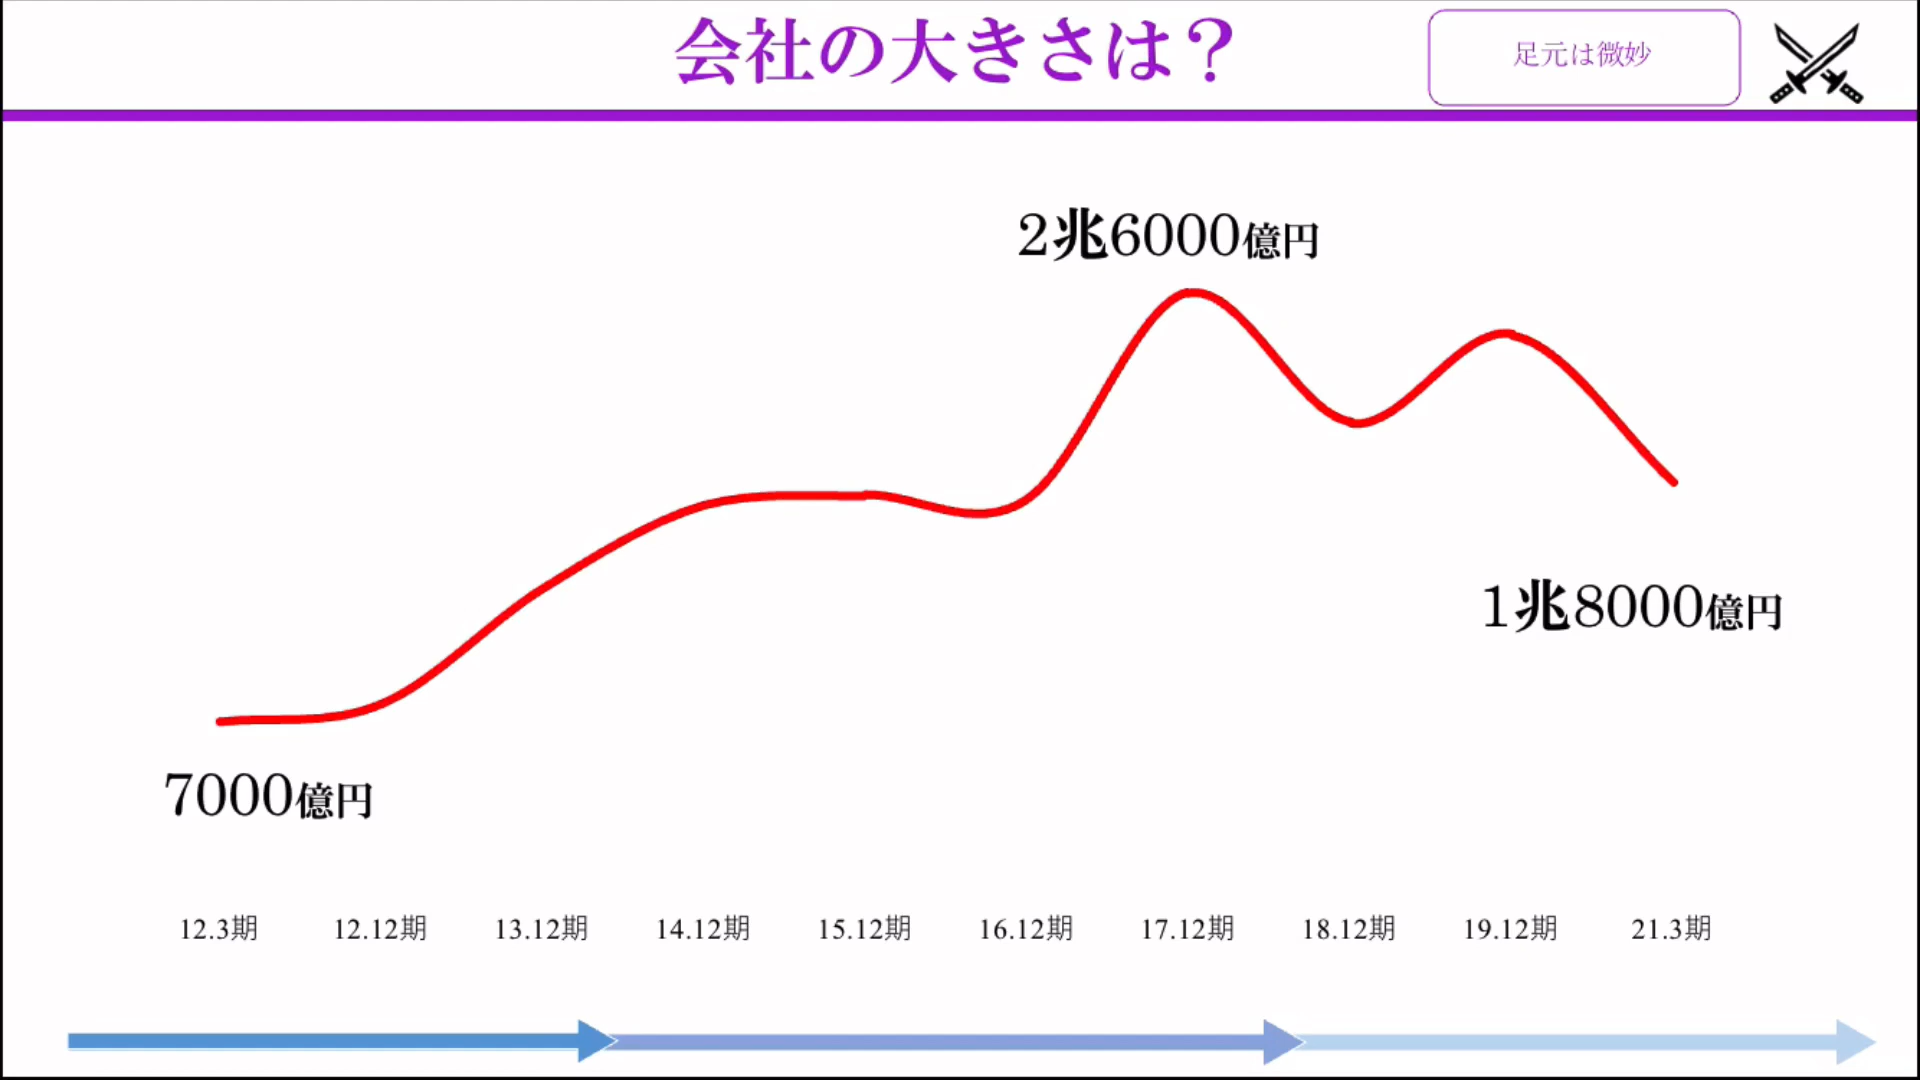 会社の大きさは？
足元は微妙
2兆6000億円
1兆8000億円
7000億円
12.3期 12.12期 13.12期 14.12期 15.12期 16.12期 17.12期 18.12期 19.12期 21.3期